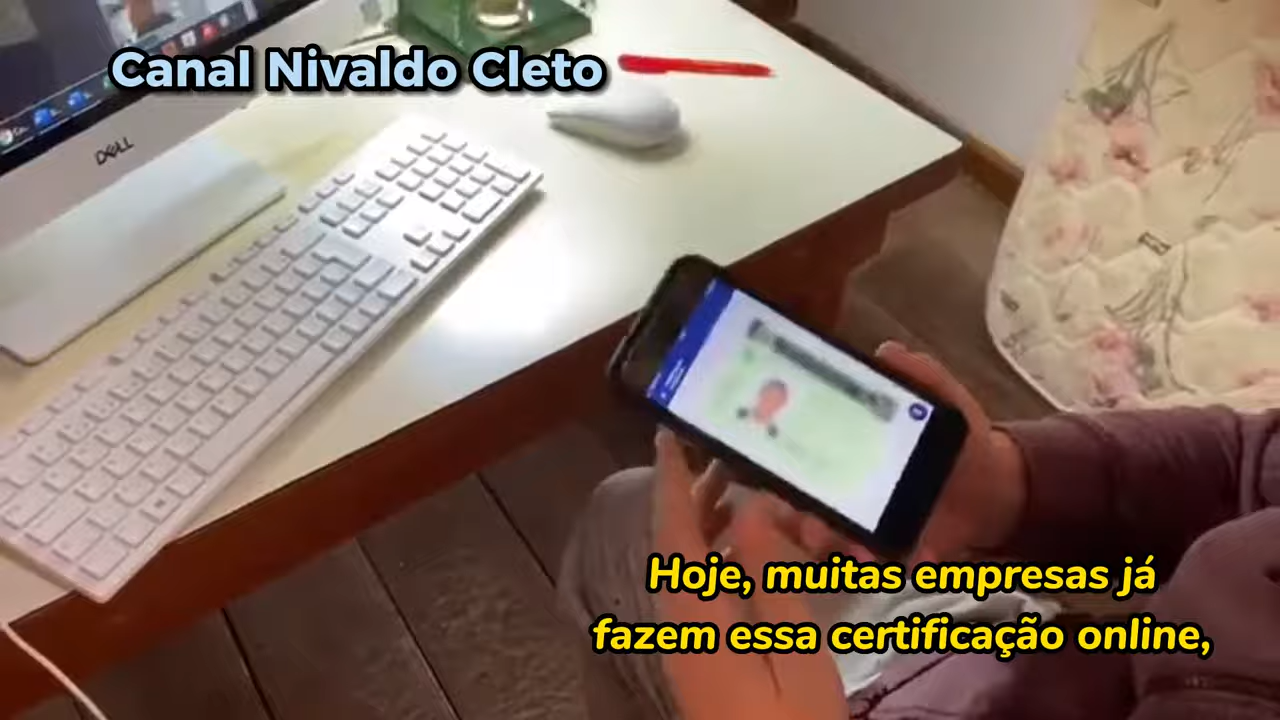 Canal Nivaldo Cleto
DELL
Hoje, muitas empresas já
fazem essa certificação online,